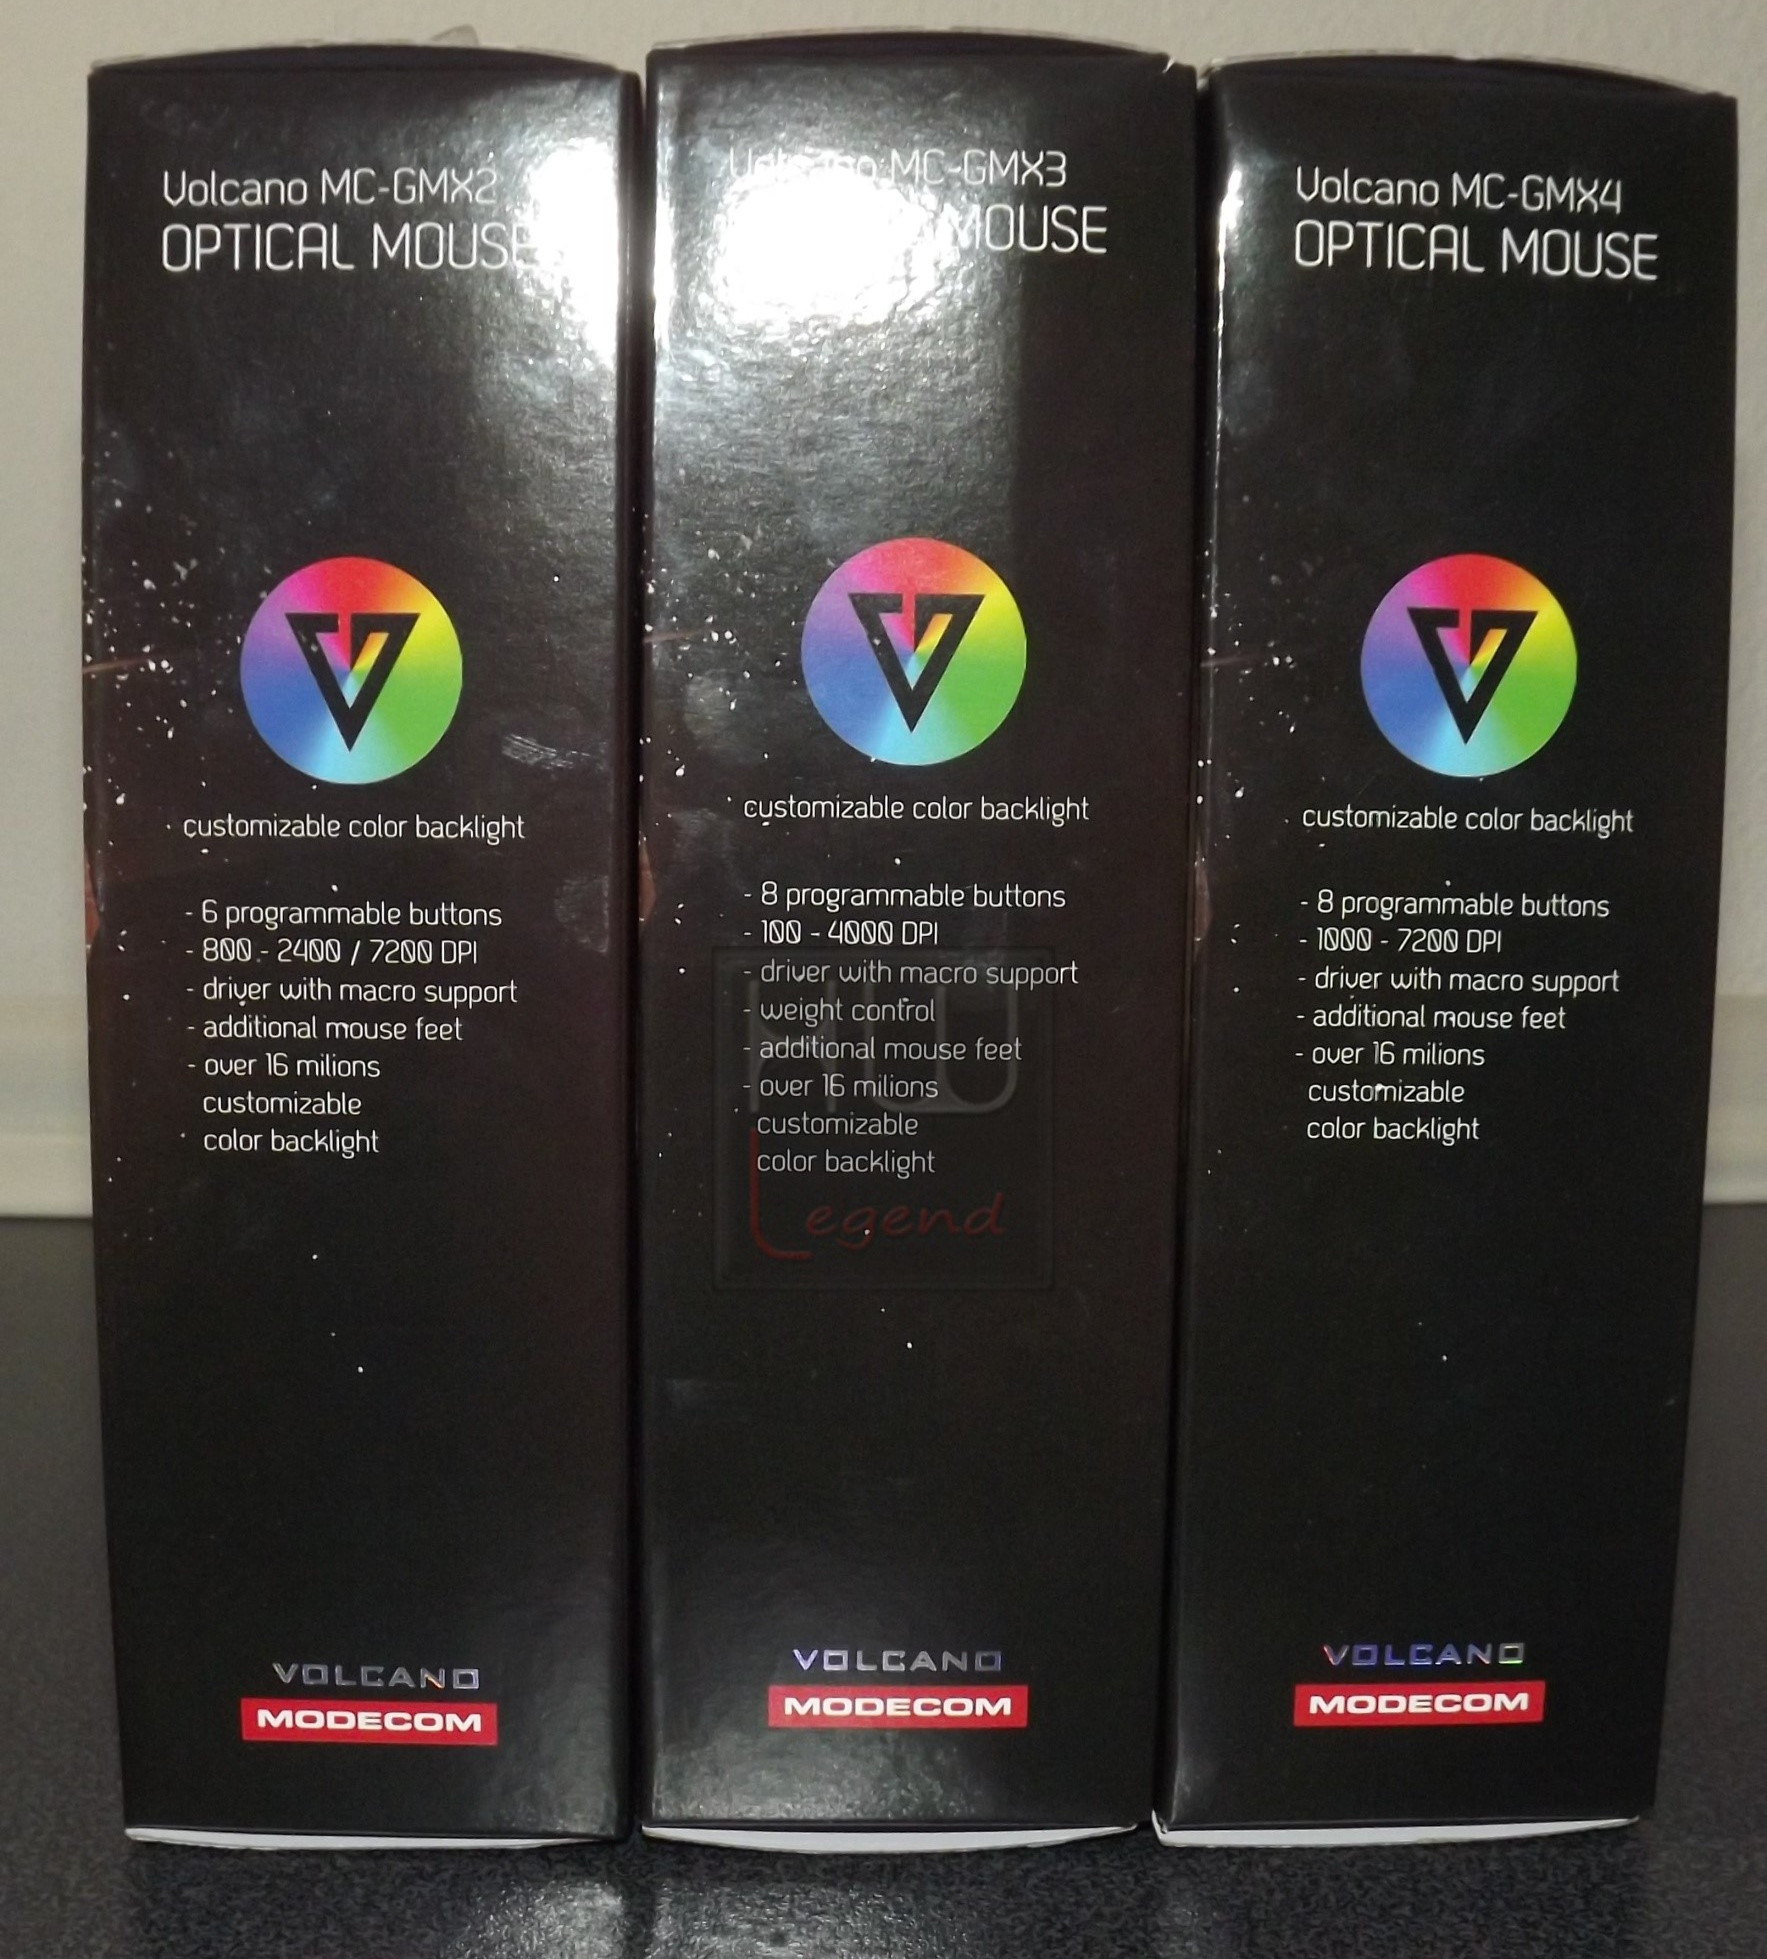 Volcano MC-GMX2
OPTICAL MOUSE
customizable color backlight
- 6 programmable buttons
- 800 - 2400 / 7200 DPI
- driver with macro support
- additional mouse feet
- over 16 milions
customizable
color backlight
VOLCANO
MODECOM
Volcano MC-GMX3
MOUSE
customizable color backlight
- 8 programmable buttons
- 100 - 4000 DPI
- driver with macro support
- weight control
- additional mouse feet
- over 16 milions
customizable
color backlight
Legend
VOLCANO
MODECOM
Volcano MC-GMX4
OPTICAL MOUSE
customizable color backlight
- 8 programmable buttons
- 1000 - 7200 DPI
- driver with macro support
- additional mouse feet
- over 16 milions
customizable
color backlight
VOLCANO
MODECOM